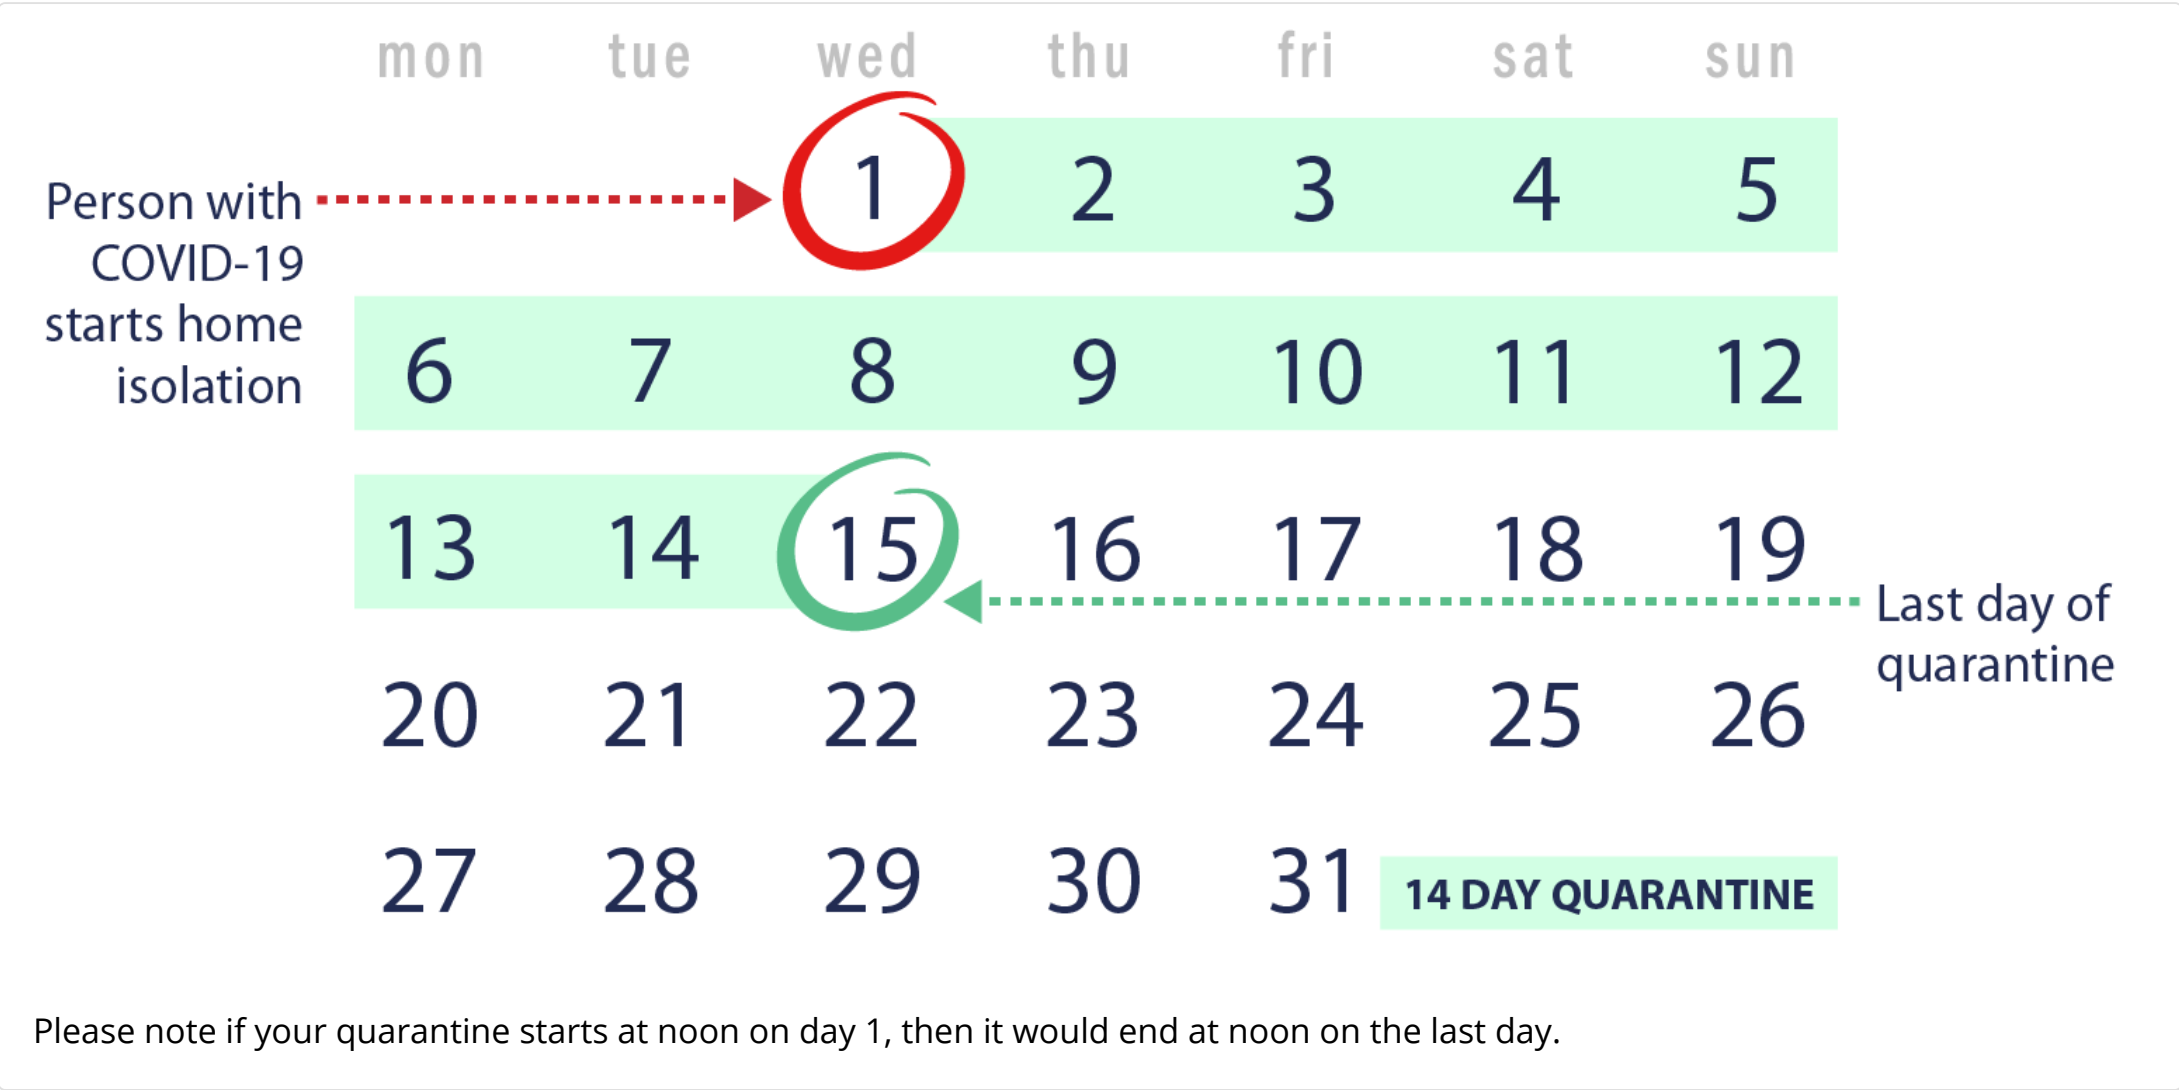 mon tue wed thu fri sat sun
1 2 3 4 5
Person with
COVID-19
starts home
isolation
6 7 8 9 10 11 12
13 14 15 16 17 18 19
Last day of
quarantine
20 21 22 23 24 25 26
27 28 29 30 31
14 DAY QUARANTINE
Please note if your quarantine starts at noon on day 1, then it would end at noon on the last day.